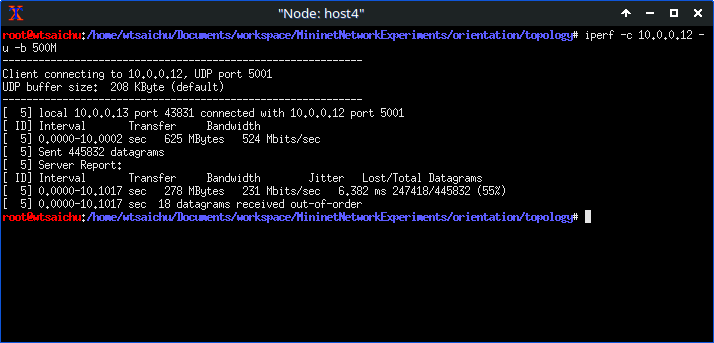 "Node: host4"
root@wtsaichu:/home/wtsaichu/Documents/workspace/MininetNetworkExperiments/orientation/topology# iperf -c 10.0.0.12 -
u -b 500M
------------------------------------------------------------
Client connecting to 10.0.0.12, UDP port 5001
UDP buffer size:  208 KByte (default)
------------------------------------------------------------
[  5] local 10.0.0.13 port 43831 connected with 10.0.0.12 port 5001
[ ID] Interval       Transfer     Bandwidth
[  5] 0.0000-10.0002 sec   625 MBytes   524 Mbits/sec
[  5] Sent 445832 datagrams
[  5] Server Report:
[ ID] Interval       Transfer     Bandwidth        Jitter   Lost/Total Datagrams
[  5] 0.0000-10.1017 sec   278 MBytes   231 Mbits/sec   6.382 ms 247418/445832 (55%)
[  5] 0.0000-10.1017 sec  18 datagrams received out-of-order
root@wtsaichu:/home/wtsaichu/Documents/workspace/MininetNetworkExperiments/orientation/topology#